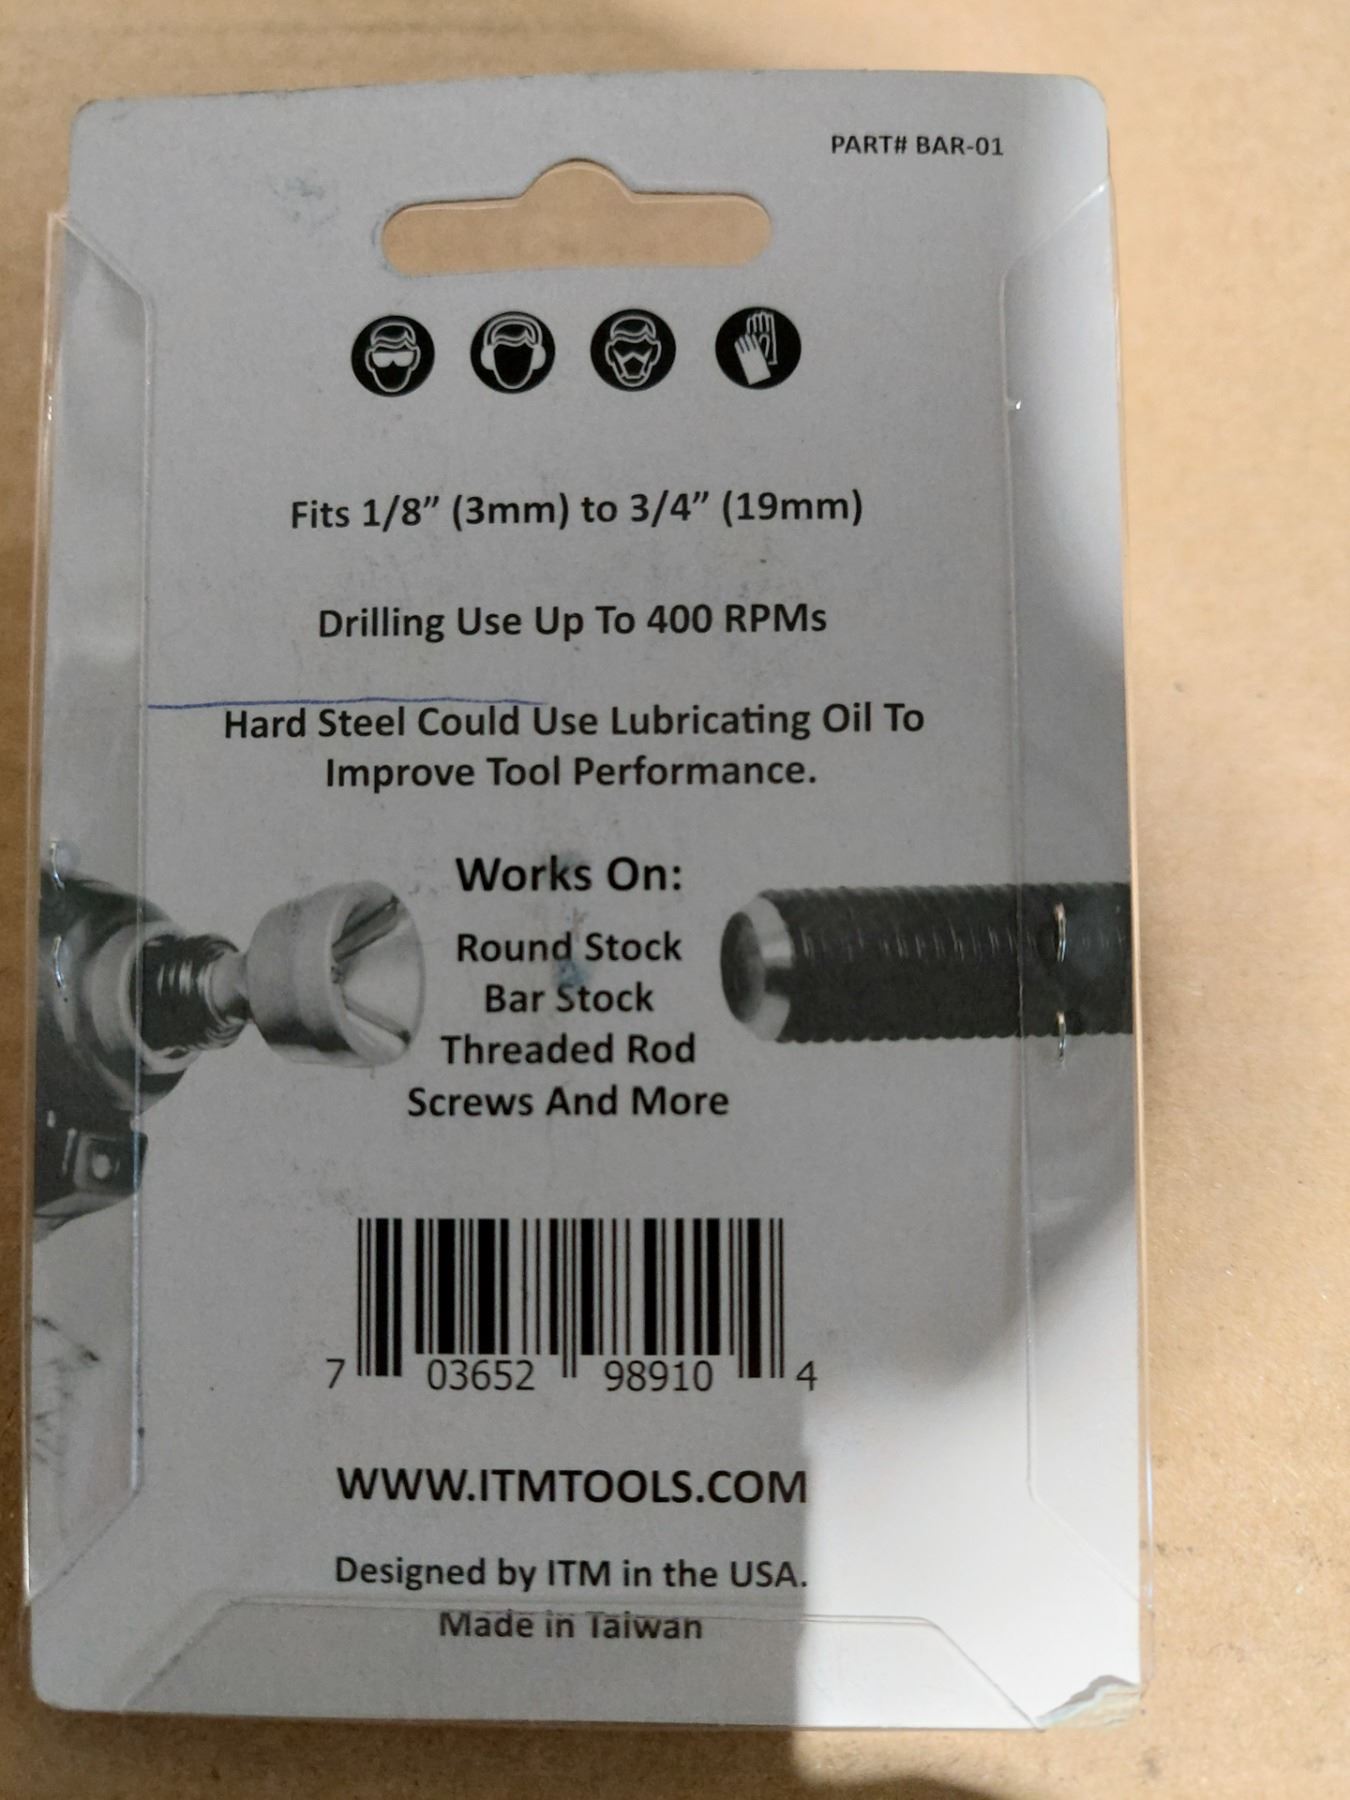 PART# BAR-01
Fits 1/8” (3mm) to 3/4” (19mm)
Drilling Use Up To 400 RPMs
Hard Steel Could Use Lubricating Oil To
Improve Tool Performance.
Works On:
Round Stock
Bar Stock
Threaded Rod
Screws And More
7 03652 98910 4
WWW.ITMTOOLS.COM
Designed by ITM in the USA.
Made in Taiwan